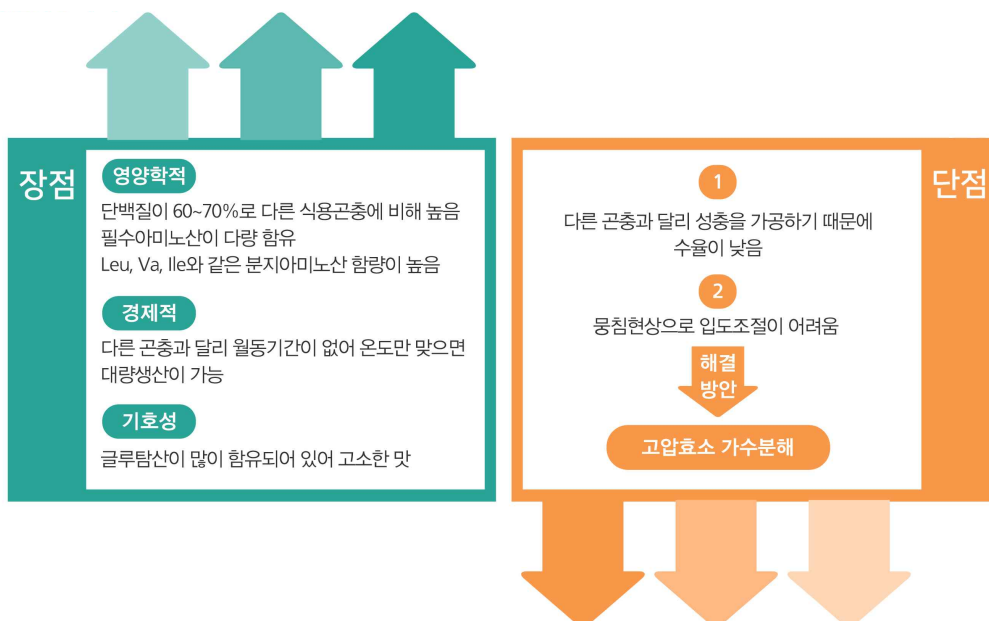 장점
영양학적
단백질이 60~70%로 다른 식용곤충에 비해 높음
필수아미노산이 다량 함유
Leu, Va, Ile와 같은 분지아미노산 함량이 높음
경제적
다른 곤충과 달리 월동기간이 없어 온도만 맞으면
대량생산이 가능
기호성
글루탐산이 많이 함유되어 있어 고소한 맛
단점
1
다른 곤충과 달리 성충을 가공하기 때문에
수율이 낮음
2
뭉침현상으로 입도조절이 어려움
해결
방안
고압효소 가수분해